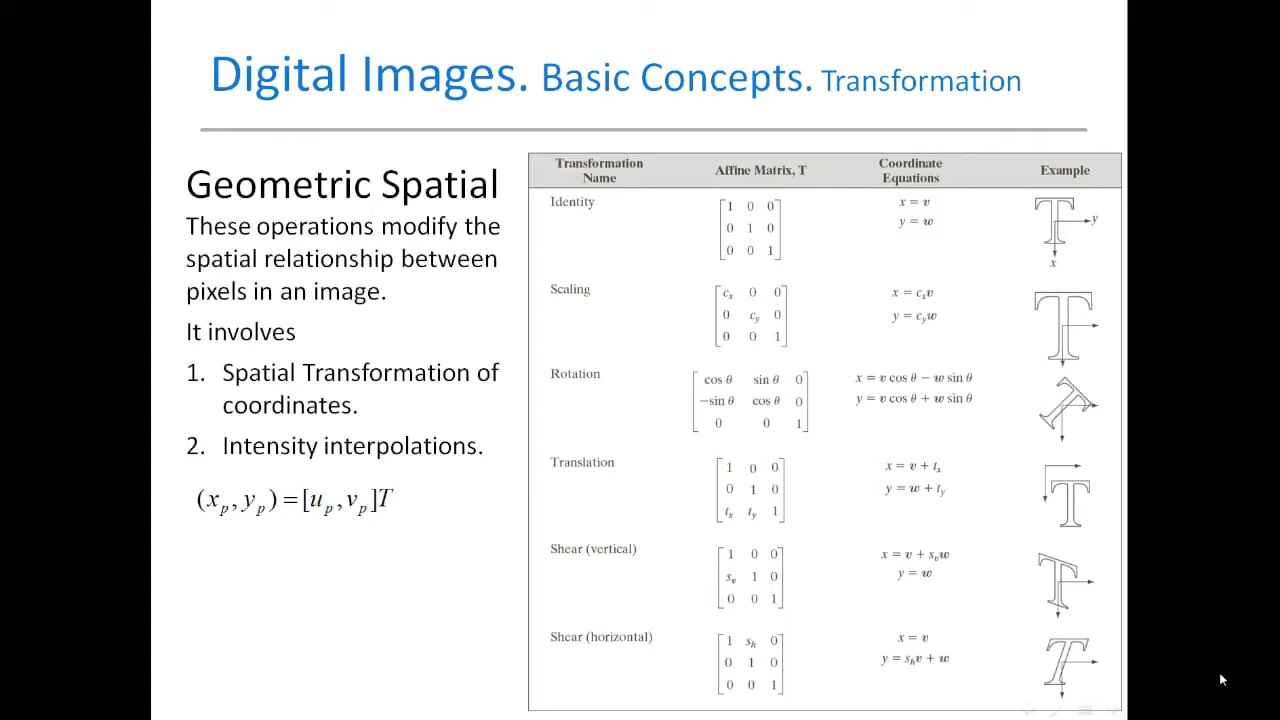 Digital Images. Basic Concepts. Transformation
Geometric Spatial
These operations modify the
spatial relationship between
pixels in an image.
It involves
1. Spatial Transformation of
coordinates.
2. Intensity interpolations.
(x_p, y_p) = [u_p, v_p]T
Transformation Name Affine Matrix, T Coordinate Equations Example
Identity
1 0 0
0 1 0
0 0 1
x = v
y = w
T
y
x
Scaling
c_x 0 0
0 c_y 0
0 0 1
x = c_x v
y = c_y w
T
Rotation
cos θ sin θ 0
−sin θ cos θ 0
0 0 1
x = v cos θ − w sin θ
y = v cos θ + w sin θ
T
Translation
1 0 0
0 1 0
t_x t_y 1
x = v + t_x
y = w + t_y
T
Shear (vertical)
1 0 0
s_v 1 0
0 0 1
x = v + s_v w
y = w
T
Shear (horizontal)
1 s_h 0
0 1 0
0 0 1
x = v
y = s_h v + w
T